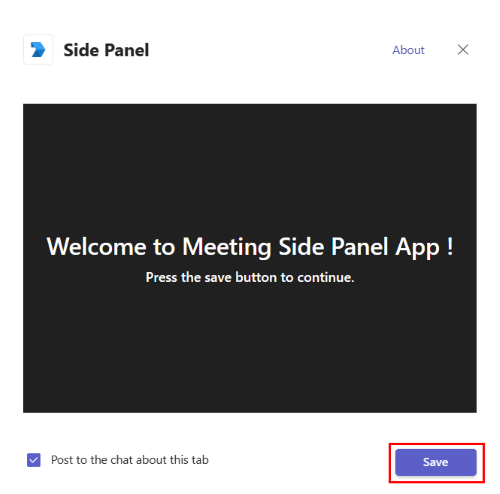 Side Panel
About
Welcome to Meeting Side Panel App !
Press the save button to continue.
Post to the chat about this tab
Save